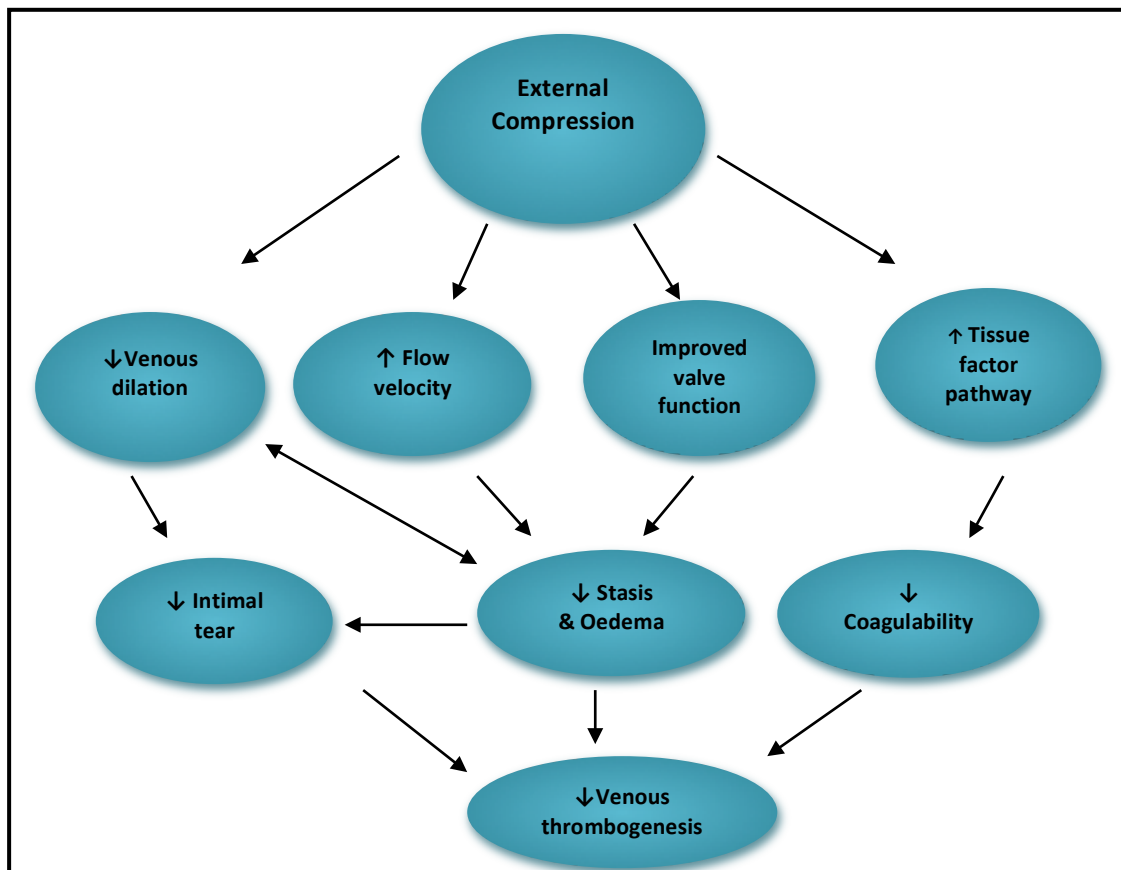 External
Compression
↓Venous
dilation
↑ Flow
velocity
Improved
valve
function
↑ Tissue
factor
pathway
↓ Intimal
tear
↓ Stasis
& Oedema
↓
Coagulability
↓Venous
thrombogenesis